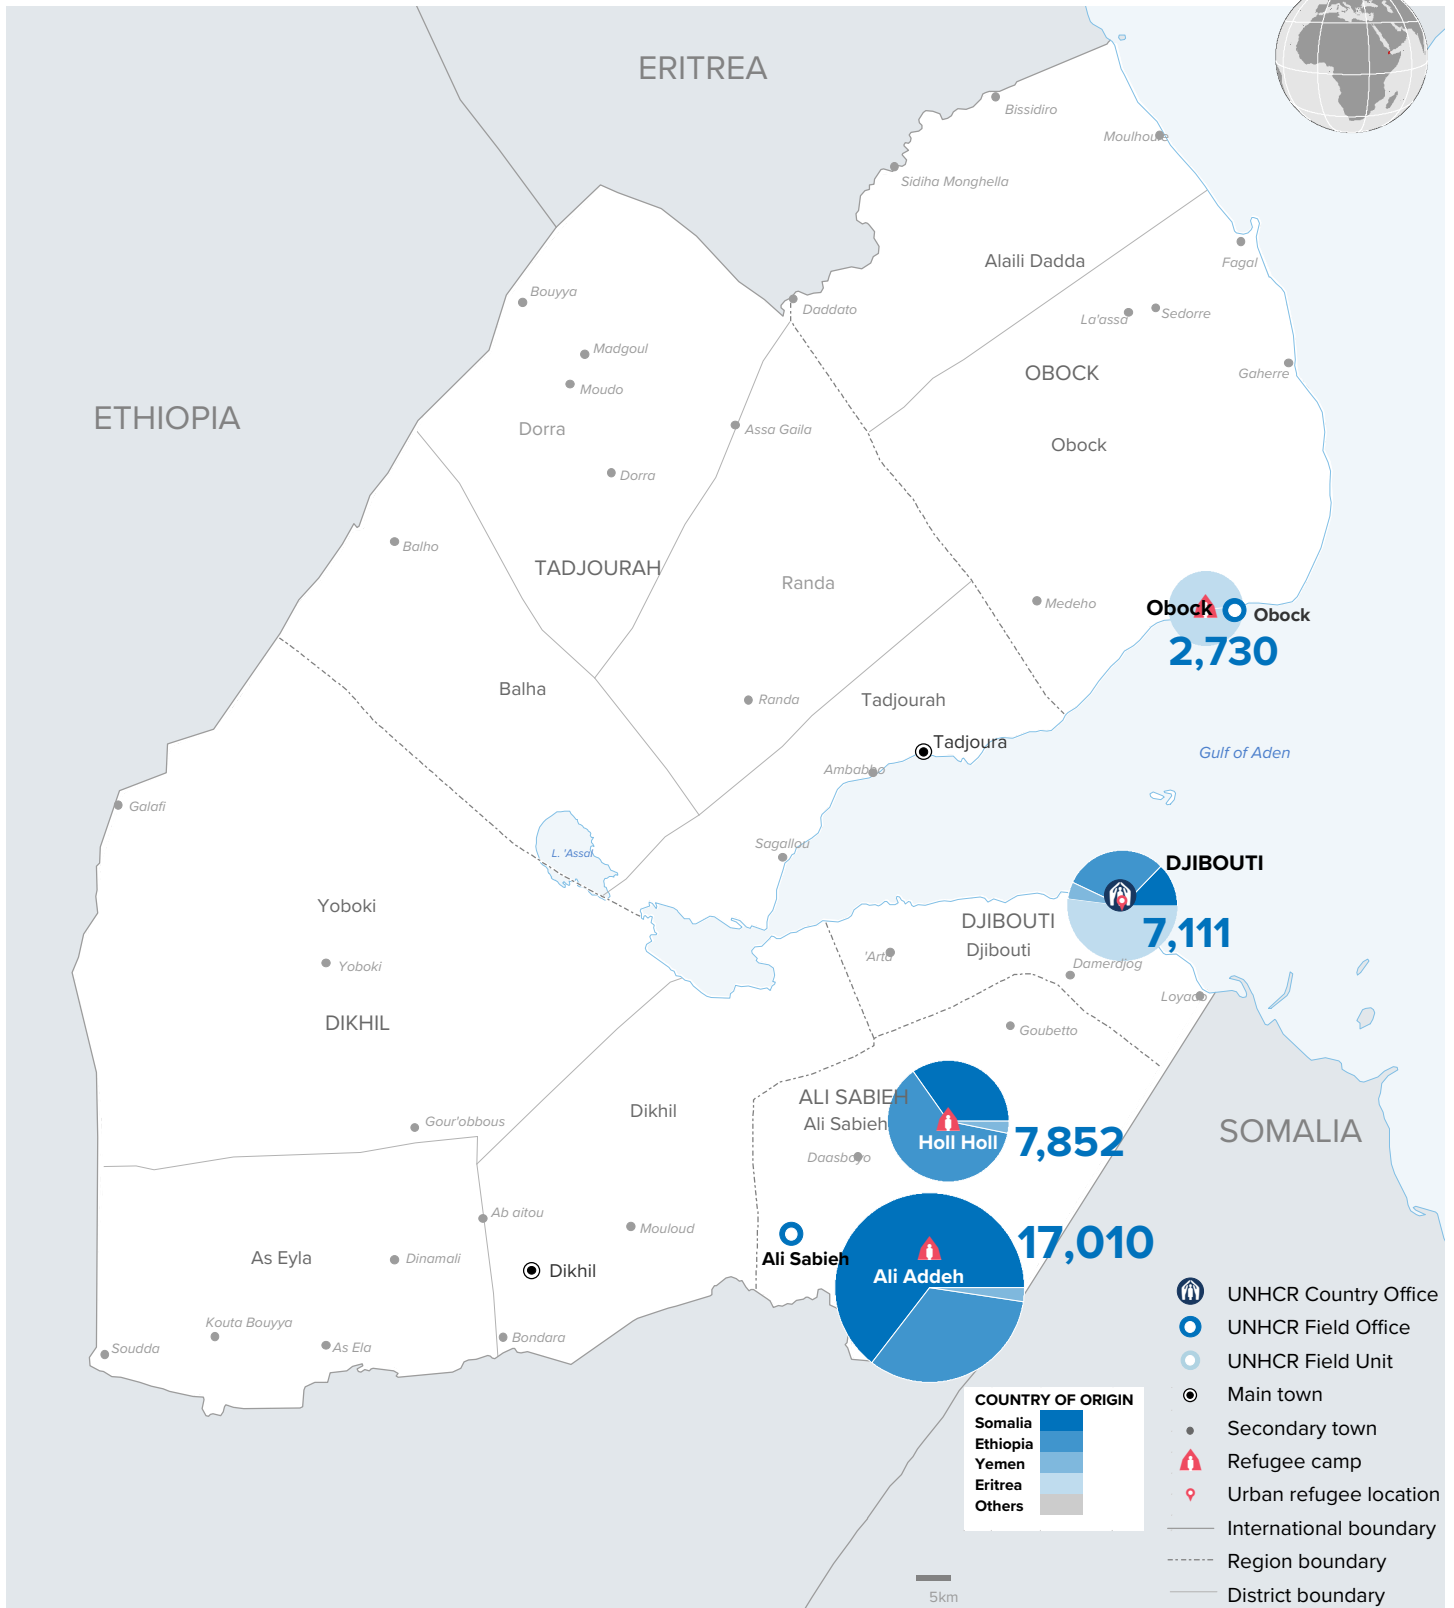 ERITREA
Bissidiro
Moulhoule
Sidiha Monghella
Alaili Dadda
Fagal
Bouyya
Daddato
La'assa
Sedorre
Madgoul
OBOCK
Gaherre
Moudo
ETHIOPIA
Dorra
Assa Gaila
Obock
Dorra
Balho
TADJOURAH
Randa
Medeho
Obock
Obock
2,730
Balha
Randa
Tadjourah
Tadjoura
Gulf of Aden
Ambabbo
Galafi
Sagallou
L. 'Assal
DJIBOUTI
Yoboki
DJIBOUTI
7,111
Djibouti
'Arta
Damerdjog
Yoboki
Loyado
DIKHIL
Goubetto
ALI SABIEH
Dikhil
Gour'obbous
Ali Sabieh
SOMALIA
Holl Holl
7,852
Daasbayo
Ab aitou
Mouloud
17,010
As Eyla
Dinamali
Ali Sabieh
Dikhil
Ali Addeh
Kouta Bouyya
Soudda
As Ela
Bondara
COUNTRY OF ORIGIN
Somalia
Ethiopia
Yemen
Eritrea
Others
UNHCR Country Office
UNHCR Field Office
UNHCR Field Unit
Main town
Secondary town
Refugee camp
Urban refugee location
International boundary
Region boundary
District boundary
5km